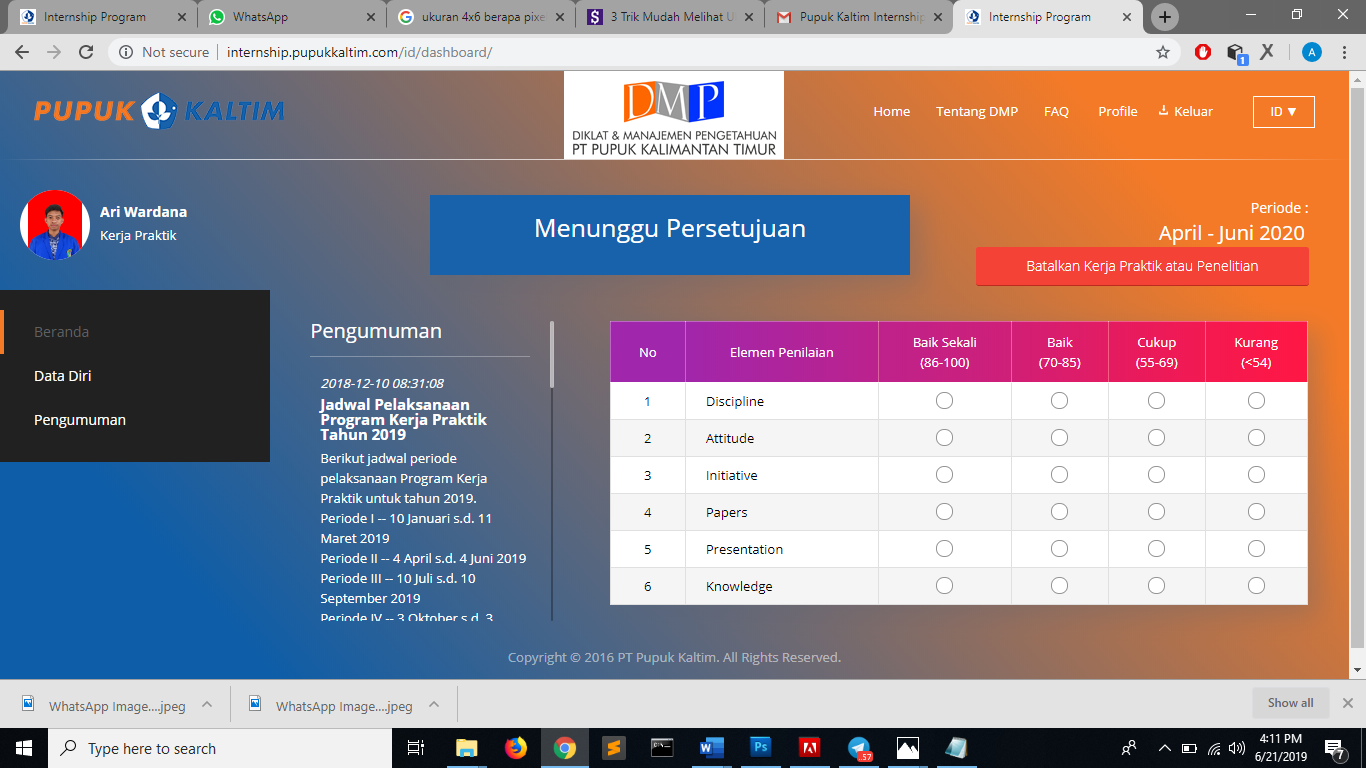 Internship Program
WhatsApp
ukuran 4x6 berapa pixe
3 Trik Mudah Melihat U
Pupuk Kaltim Internship
Internship Program
Not secure
internship.pupukkaltim.com/id/dashboard/
1
A
PUPUK KALTIM
DMP
DIKLAT & MANAJEMEN PENGETAHUAN
PT PUPUK KALIMANTAN TIMUR
Home
Tentang DMP
FAQ
Profile
Keluar
ID ▼
Ari Wardana
Kerja Praktik
Menunggu Persetujuan
Periode :
April - Juni 2020
Batalkan Kerja Praktik atau Penelitian
Beranda
Data Diri
Pengumuman
Pengumuman
2018-12-10 08:31:08
Jadwal Pelaksanaan
Program Kerja Praktik
Tahun 2019
Berikut jadwal periode
pelaksanaan Program Kerja
Praktik untuk tahun 2019.
Periode I -- 10 Januari s.d. 11
Maret 2019
Periode II -- 4 April s.d. 4 Juni 2019
Periode III -- 10 Juli s.d. 10
September 2019
Periode IV -- 3 Oktober s.d. 3
No Elemen Penilaian Baik Sekali (86-100) Baik (70-85) Cukup (55-69) Kurang (<54)
1 Discipline
2 Attitude
3 Initiative
4 Papers
5 Presentation
6 Knowledge
Copyright © 2016 PT Pupuk Kaltim. All Rights Reserved.
WhatsApp Image....jpeg
WhatsApp Image....jpeg
Show all
Type here to search
W
Ps
.57
4:11 PM
6/21/2019
7